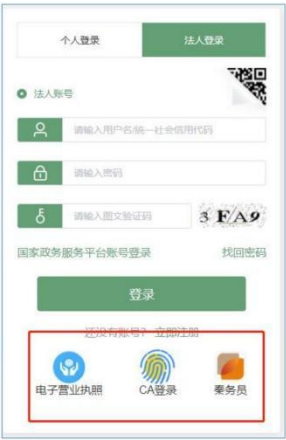 个人登录 法人登录
法人账号
请输入用户名/统一社会信用代码
请输入密码
请输入图文验证码 3 F A 9
国家政务服务平台账号登录 找回密码
登录
还没有账号？ 立即注册
电子营业执照 CA登录 秦务员